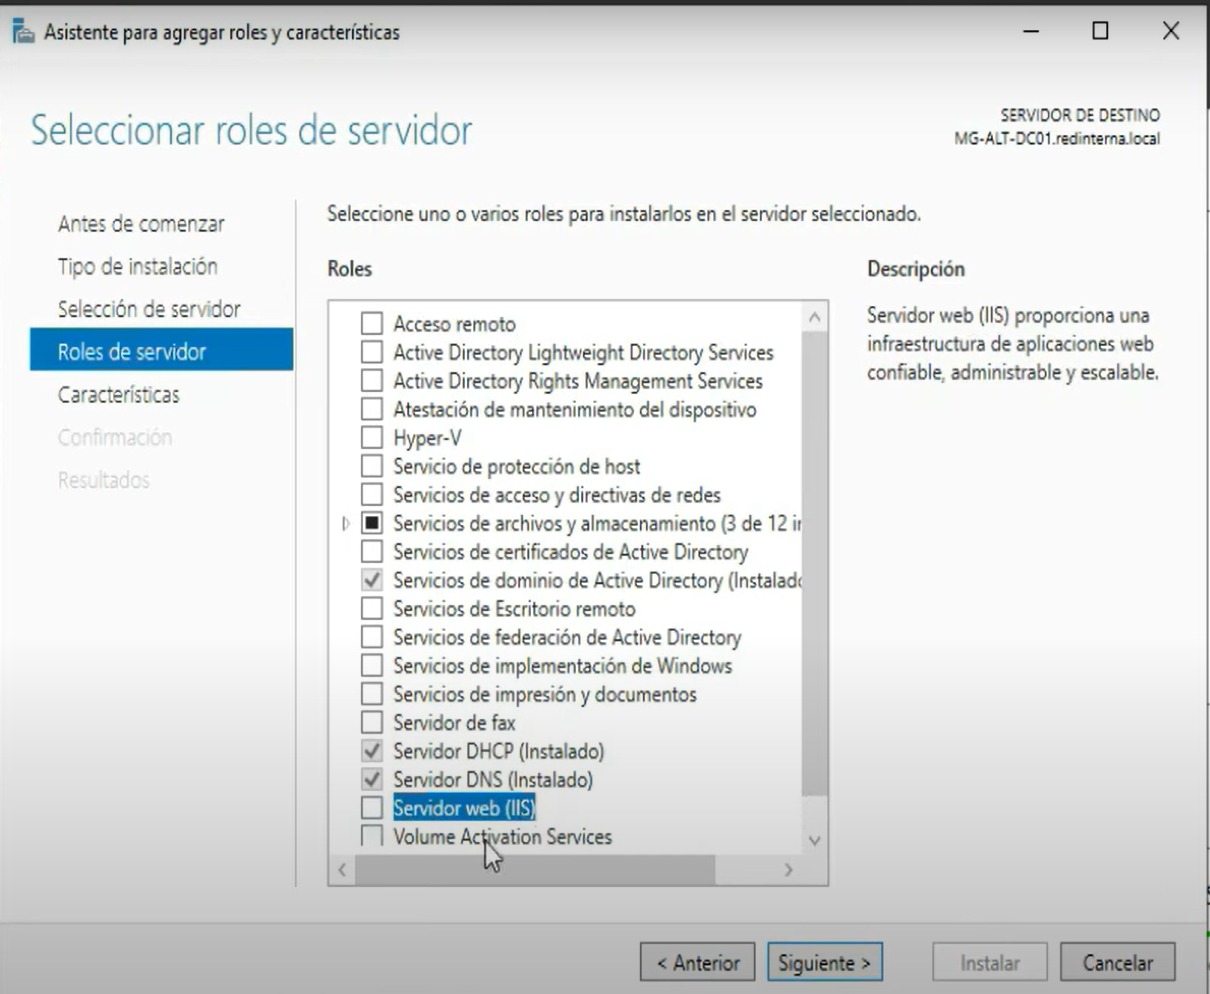 Asistente para agregar roles y características
Seleccionar roles de servidor
SERVIDOR DE DESTINO
MG-ALT-DC01.redinterna.local
Antes de comenzar
Tipo de instalación
Selección de servidor
Roles de servidor
Características
Confirmación
Resultados
Seleccione uno o varios roles para instalarlos en el servidor seleccionado.
Roles
Acceso remoto
Active Directory Lightweight Directory Services
Active Directory Rights Management Services
Atestación de mantenimiento del dispositivo
Hyper-V
Servicio de protección de host
Servicios de acceso y directivas de redes
Servicios de archivos y almacenamiento (3 de 12 in
Servicios de certificados de Active Directory
Servicios de dominio de Active Directory (Instalado
Servicios de Escritorio remoto
Servicios de federación de Active Directory
Servicios de implementación de Windows
Servicios de impresión y documentos
Servidor de fax
Servidor DHCP (Instalado)
Servidor DNS (Instalado)
Servidor web (IIS)
Volume Activation Services
Descripción
Servidor web (IIS) proporciona una
infraestructura de aplicaciones web
confiable, administrable y escalable.
< Anterior
Siguiente >
Instalar
Cancelar